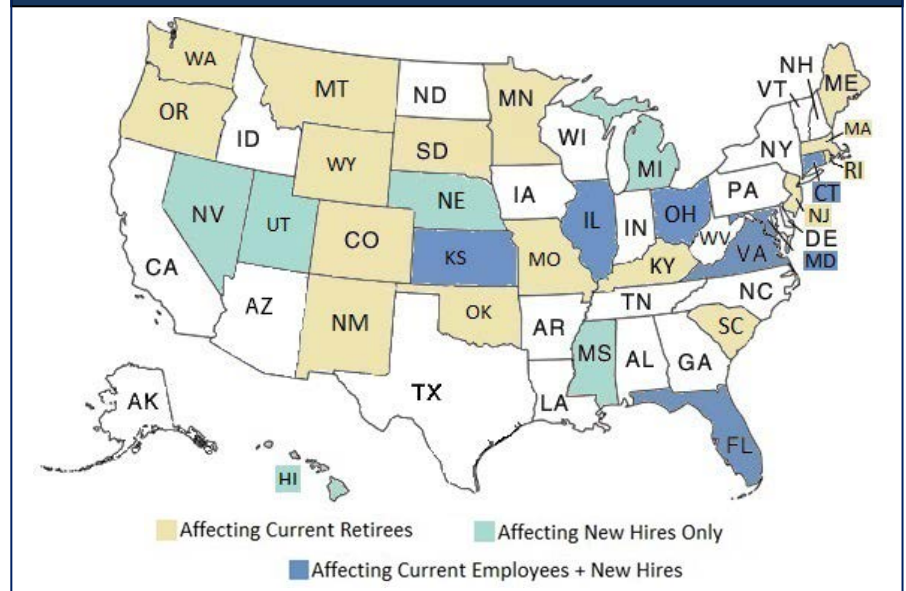 WA
MT
ND
MN
OR
ID
WY
SD
WI
MI
NY
VT
NH
ME
MA
RI
CT
NJ
PA
DE
MD
NV
UT
NE
IA
IL
IN
OH
WV
VA
CA
CO
KS
MO
KY
AZ
NM
OK
AR
TN
NC
SC
TX
LA
MS
AL
GA
FL
AK
HI
Affecting Current Retirees
Affecting New Hires Only
Affecting Current Employees + New Hires